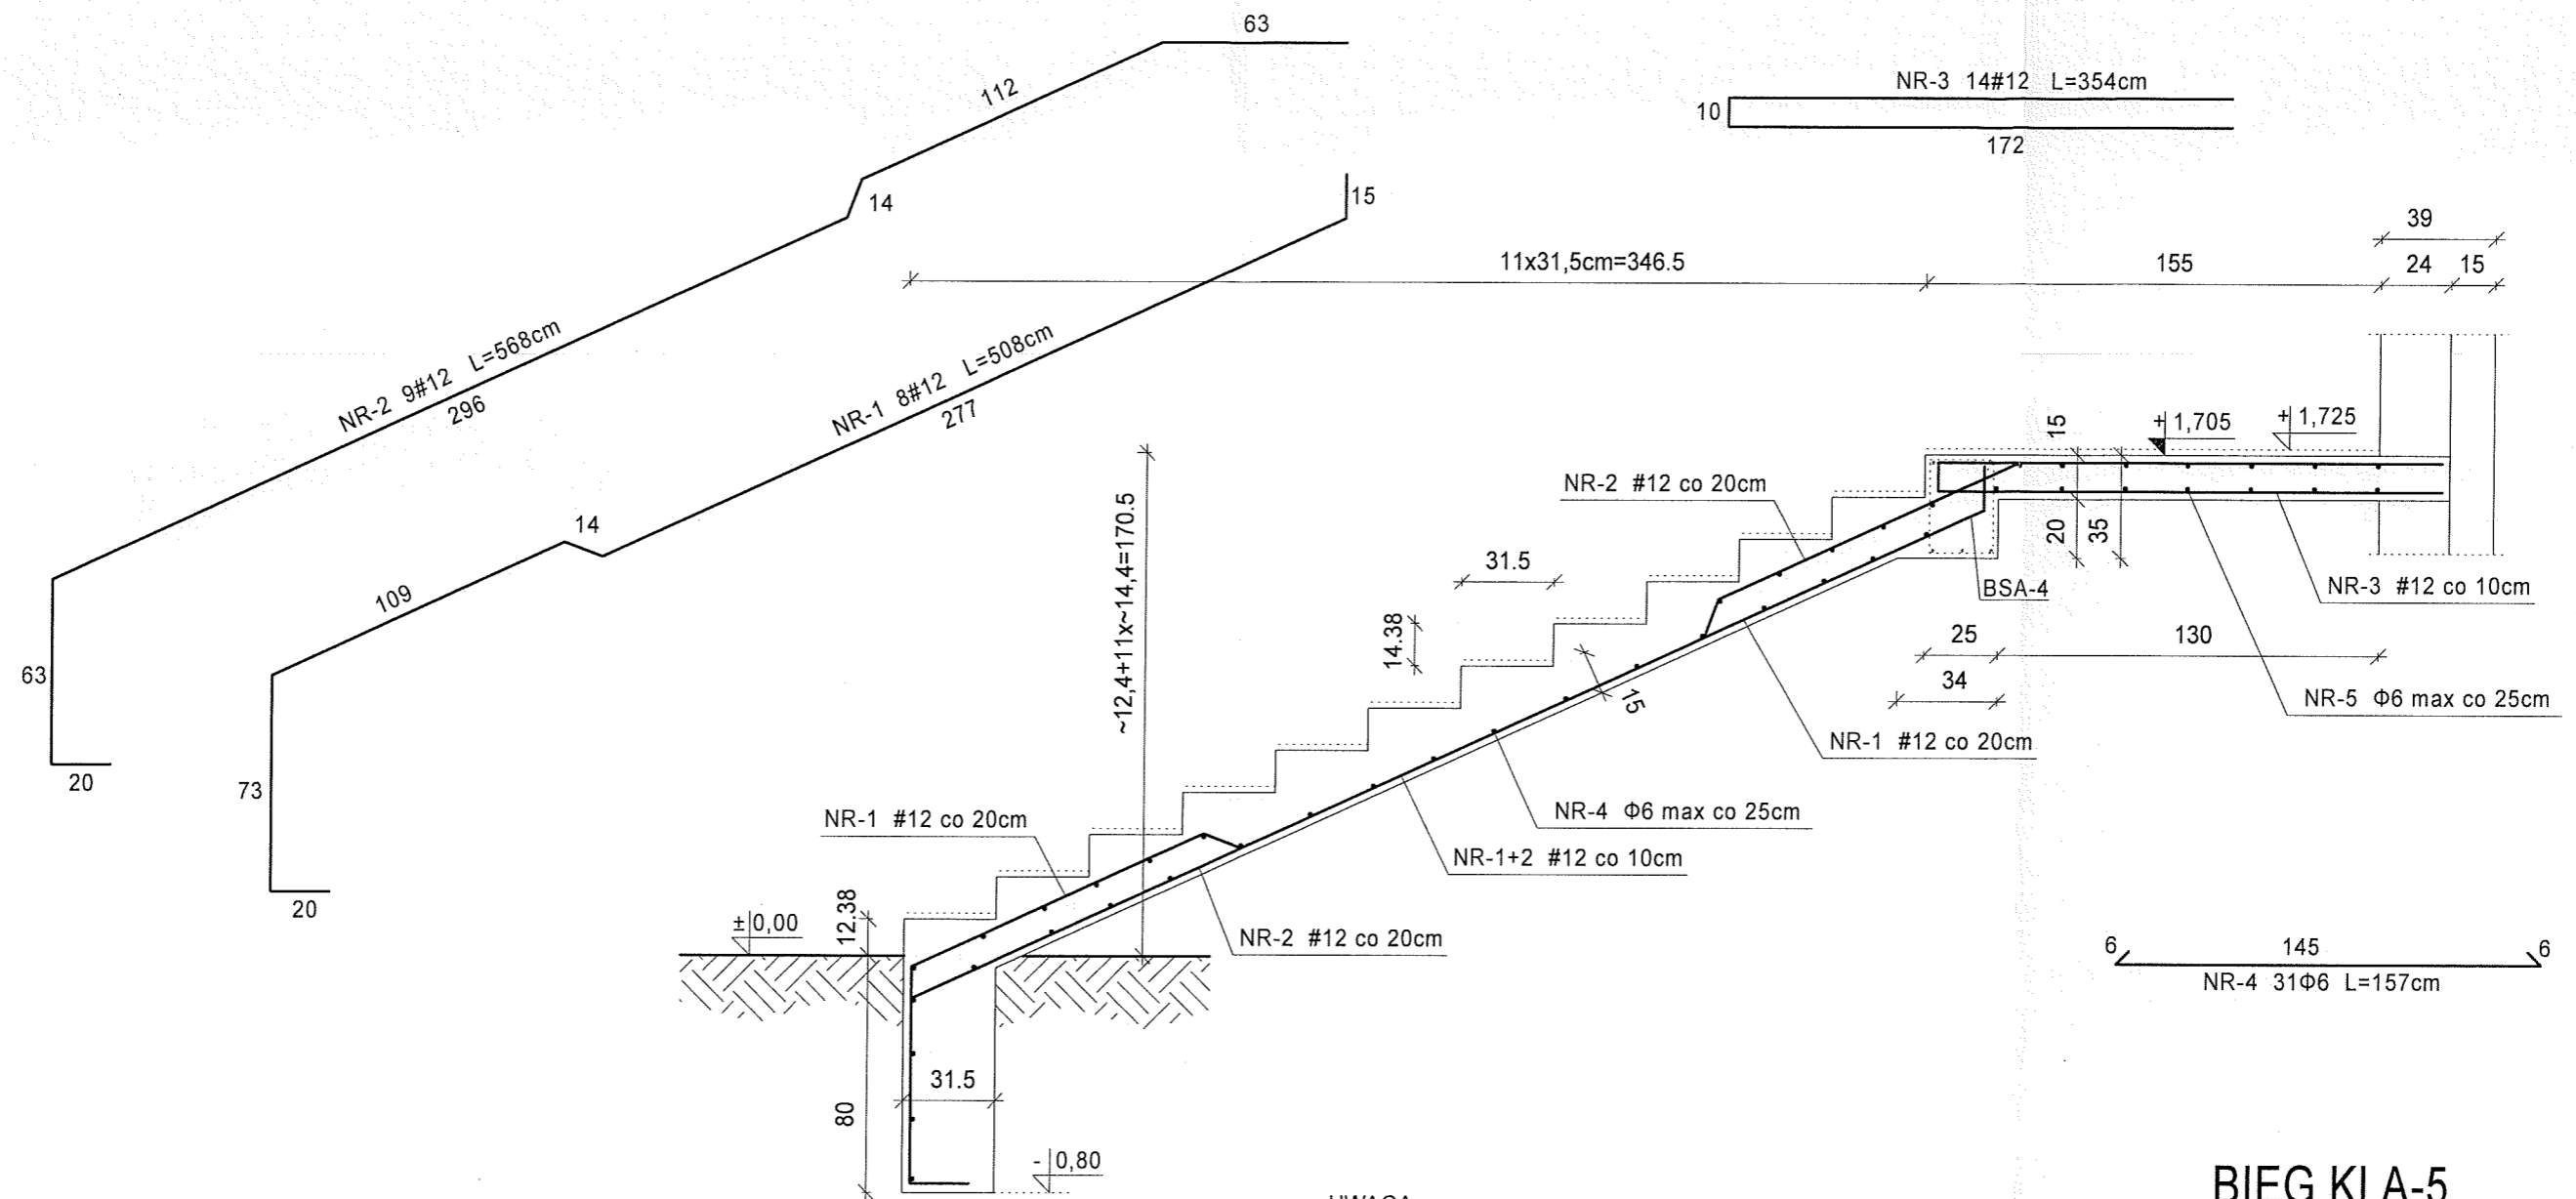 63
112
NR-3 14#12 L=354cm
10
172
14
15
39
11x31,5cm=346.5
155
24
15
NR-2 9#12 L=568cm
296
NR-1 8#12 L=508cm
277
+1,705
+1,725
15
NR-2 #12 co 20cm
~12,4+11x~14,4=170.5
14
20
35
31.5
109
BSA-4
NR-3 #12 co 10cm
14.38
25
130
63
34
15
NR-5 Φ6 max co 25cm
NR-1 #12 co 20cm
20
73
NR-1 #12 co 20cm
NR-4 Φ6 max co 25cm
NR-1+2 #12 co 10cm
20
12.38
±0,00
NR-2 #12 co 20cm
6
145
6
NR-4 31Φ6 L=157cm
31.5
80
-0,80
BIEG KLA-5